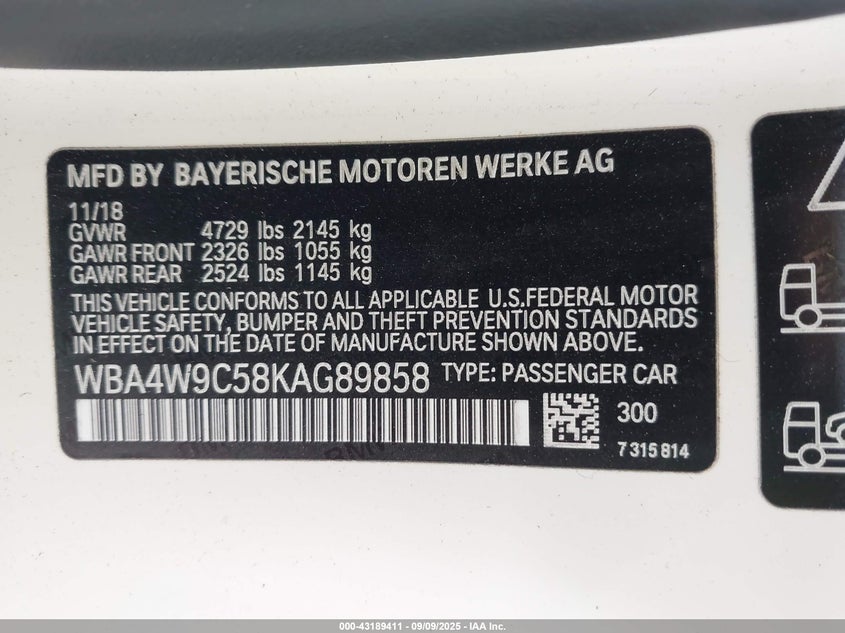 MFD BY BAYERISCHE MOTOREN WERKE AG
11/18
GVWR 4729 lbs 2145 kg
GAWR FRONT 2326 lbs 1055 kg
GAWR REAR 2524 lbs 1145 kg
THIS VEHICLE CONFORMS TO ALL APPLICABLE U.S.FEDERAL MOTOR
VEHICLE SAFETY, BUMPER AND THEFT PREVENTION STANDARDS
IN EFFECT ON THE DATE OF MANUFACTURE SHOWN ABOVE.
WBA4W9C58KAG89858 TYPE: PASSENGER CAR
300
7315814
000-43189411 - 09/09/2025 - IAA Inc.